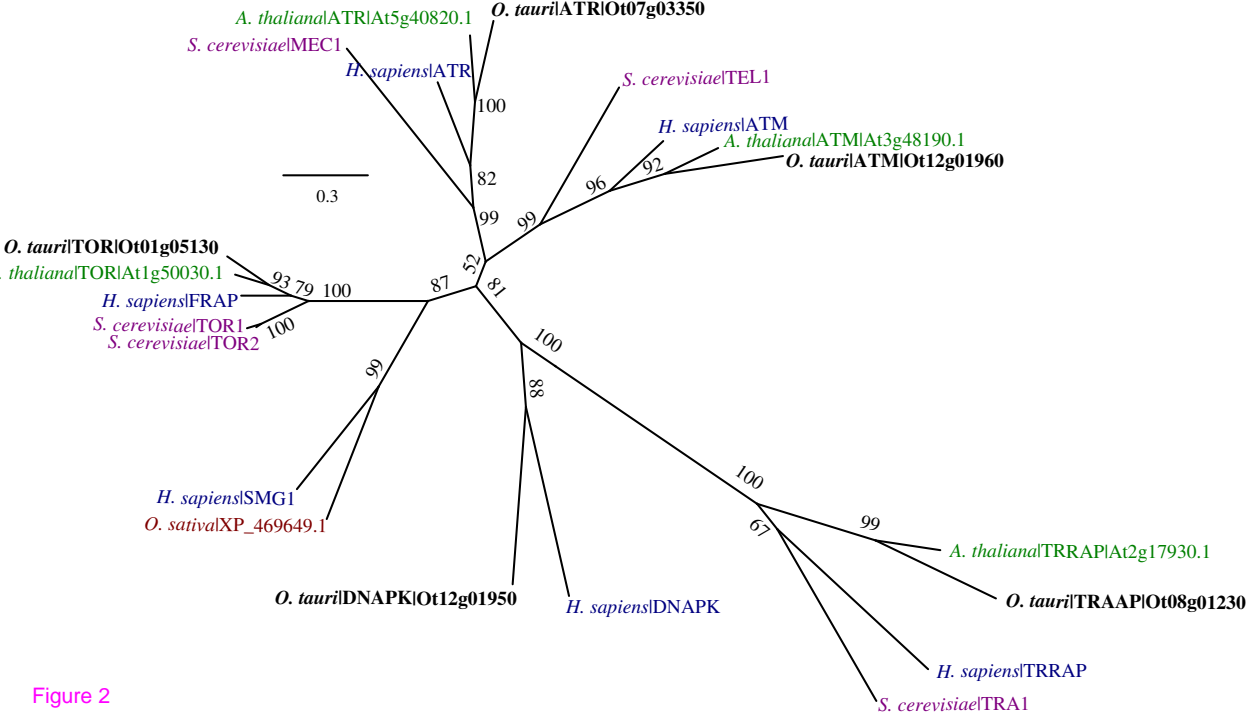 O. tauri|ATR|Ot07g03350
A. thaliana|ATR|At5g40820.1
S. cerevisiae|MEC1
H. sapiens|ATR
S. cerevisiae|TEL1
100
H. sapiens|ATM
A. thaliana|ATM|At3g48190.1
O. tauri|ATM|Ot12g01960
92
96
82
0.3
99
99
O. tauri|TOR|Ot01g05130
52
. thaliana|TOR|At1g50030.1
93
79
100
87
81
H. sapiens|FRAP
S. cerevisiae|TOR1
100
S. cerevisiae|TOR2
100
99
88
100
H. sapiens|SMG1
O. sativa|XP_469649.1
67
99
A. thaliana|TRRAP|At2g17930.1
O. tauri|DNAPK|Ot12g01950
H. sapiens|DNAPK
O. tauri|TRAAP|Ot08g01230
H. sapiens|TRRAP
Figure 2
S. cerevisiae|TRA1